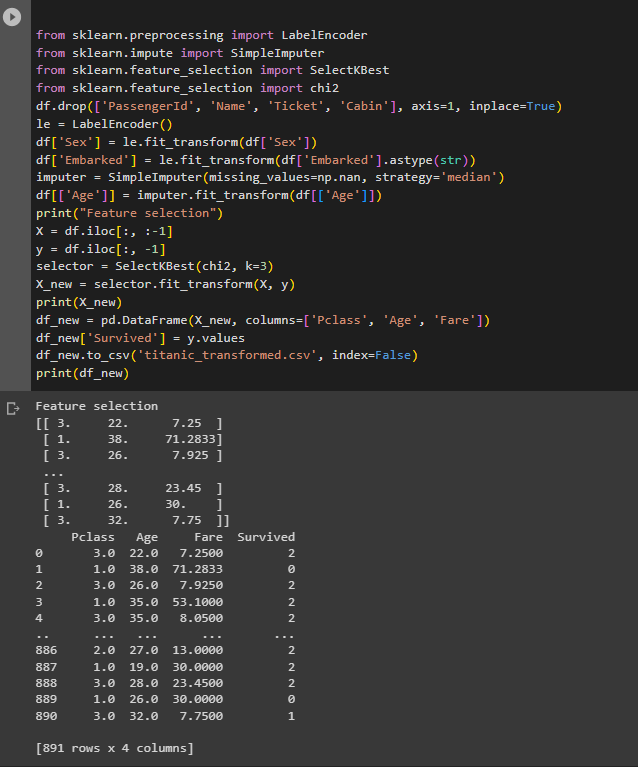 from sklearn.preprocessing import LabelEncoder
from sklearn.impute import SimpleImputer
from sklearn.feature_selection import SelectKBest
from sklearn.feature_selection import chi2
df.drop(['PassengerId', 'Name', 'Ticket', 'Cabin'], axis=1, inplace=True)
le = LabelEncoder()
df['Sex'] = le.fit_transform(df['Sex'])
df['Embarked'] = le.fit_transform(df['Embarked'].astype(str))
imputer = SimpleImputer(missing_values=np.nan, strategy='median')
df[['Age']] = imputer.fit_transform(df[['Age']])
print("Feature selection")
X = df.iloc[:, :-1]
y = df.iloc[:, -1]
selector = SelectKBest(chi2, k=3)
X_new = selector.fit_transform(X, y)
print(X_new)
df_new = pd.DataFrame(X_new, columns=['Pclass', 'Age', 'Fare'])
df_new['Survived'] = y.values
df_new.to_csv('titanic_transformed.csv', index=False)
print(df_new)
Feature selection
[[ 3.     22.      7.25  ]
 [ 1.     38.     71.2833]
 [ 3.     26.      7.925 ]
 ...
 [ 3.     28.     23.45  ]
 [ 1.     26.     30.    ]
 [ 3.     32.      7.75  ]]
     Pclass   Age     Fare  Survived
0       3.0  22.0   7.2500         2
1       1.0  38.0  71.2833         0
2       3.0  26.0   7.9250         2
3       1.0  35.0  53.1000         2
4       3.0  35.0   8.0500         2
..      ...   ...      ...       ...
886     2.0  27.0  13.0000         2
887     1.0  19.0  30.0000         2
888     3.0  28.0  23.4500         2
889     1.0  26.0  30.0000         0
890     3.0  32.0   7.7500         1
[891 rows x 4 columns]